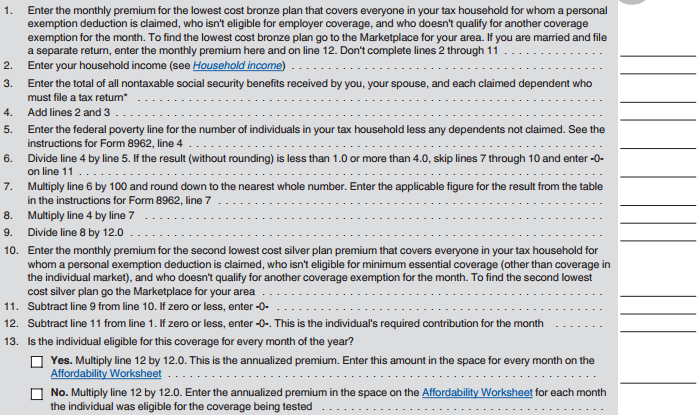 1. Enter the monthly premium for the lowest cost bronze plan that covers everyone in your tax household for whom a personal
exemption deduction is claimed, who isn't eligible for employer coverage, and who doesn't qualify for another coverage
exemption for the month. To find the lowest cost bronze plan go to the Marketplace for your area. If you are married and file
a separate return, enter the monthly premium here and on line 12. Don't complete lines 2 through 11 . . . . . . . . . . . . .
2. Enter your household income (see Household income) . . . . . . . . . . . . . . . . . . . . . . . . . . . . . . . . . . . .
3. Enter the total of all nontaxable social security benefits received by you, your spouse, and each claimed dependent who
must file a tax return* . . . . . . . . . . . . . . . . . . . . . . . . . . . . . . . . . . . . . . . . . . . . . . . . . . . . .
4. Add lines 2 and 3 . . . . . . . . . . . . . . . . . . . . . . . . . . . . . . . . . . . . . . . . . . . . . . . . . . . . . .
5. Enter the federal poverty line for the number of individuals in your tax household less any dependents not claimed. See the
instructions for Form 8962, line 4 . . . . . . . . . . . . . . . . . . . . . . . . . . . . . . . . . . . . . . . . . . . . . .
6. Divide line 4 by line 5. If the result (without rounding) is less than 1.0 or more than 4.0, skip lines 7 through 10 and enter -0-
on line 11 . . . . . . . . . . . . . . . . . . . . . . . . . . . . . . . . . . . . . . . . . . . . . . . . . . . . . . . . . .
7. Multiply line 6 by 100 and round down to the nearest whole number. Enter the applicable figure for the result from the table
in the instructions for Form 8962, line 7 . . . . . . . . . . . . . . . . . . . . . . . . . . . . . . . . . . . . . . . . . . .
8. Multiply line 4 by line 7 . . . . . . . . . . . . . . . . . . . . . . . . . . . . . . . . . . . . . . . . . . . . . . . . . . .
9. Divide line 8 by 12.0 . . . . . . . . . . . . . . . . . . . . . . . . . . . . . . . . . . . . . . . . . . . . . . . . . . . . .
10. Enter the monthly premium for the second lowest cost silver plan premium that covers everyone in your tax household for
whom a personal exemption deduction is claimed, who isn't eligible for minimum essential coverage (other than coverage in
the individual market), and who doesn't qualify for another coverage exemption for the month. To find the second lowest
cost silver plan go the Marketplace for your area . . . . . . . . . . . . . . . . . . . . . . . . . . . . . . . . . . . . . .
11. Subtract line 9 from line 10. If zero or less, enter -0- . . . . . . . . . . . . . . . . . . . . . . . . . . . . . . . . . . . . .
12. Subtract line 11 from line 1. If zero or less, enter -0-. This is the individual's required contribution for the month . . . . . . .
13. Is the individual eligible for this coverage for every month of the year?
Yes. Multiply line 12 by 12.0. This is the annualized premium. Enter this amount in the space for every month on the
Affordability Worksheet . . . . . . . . . . . . . . . . . . . . . . . . . . . . . . . . . . . . . . . . . . . . . . . . .
No. Multiply line 12 by 12.0. Enter the annualized premium in the space on the Affordability Worksheet for each month
the individual was eligible for the coverage being tested . . . . . . . . . . . . . . . . . . . . . . . . . . . . . . . .